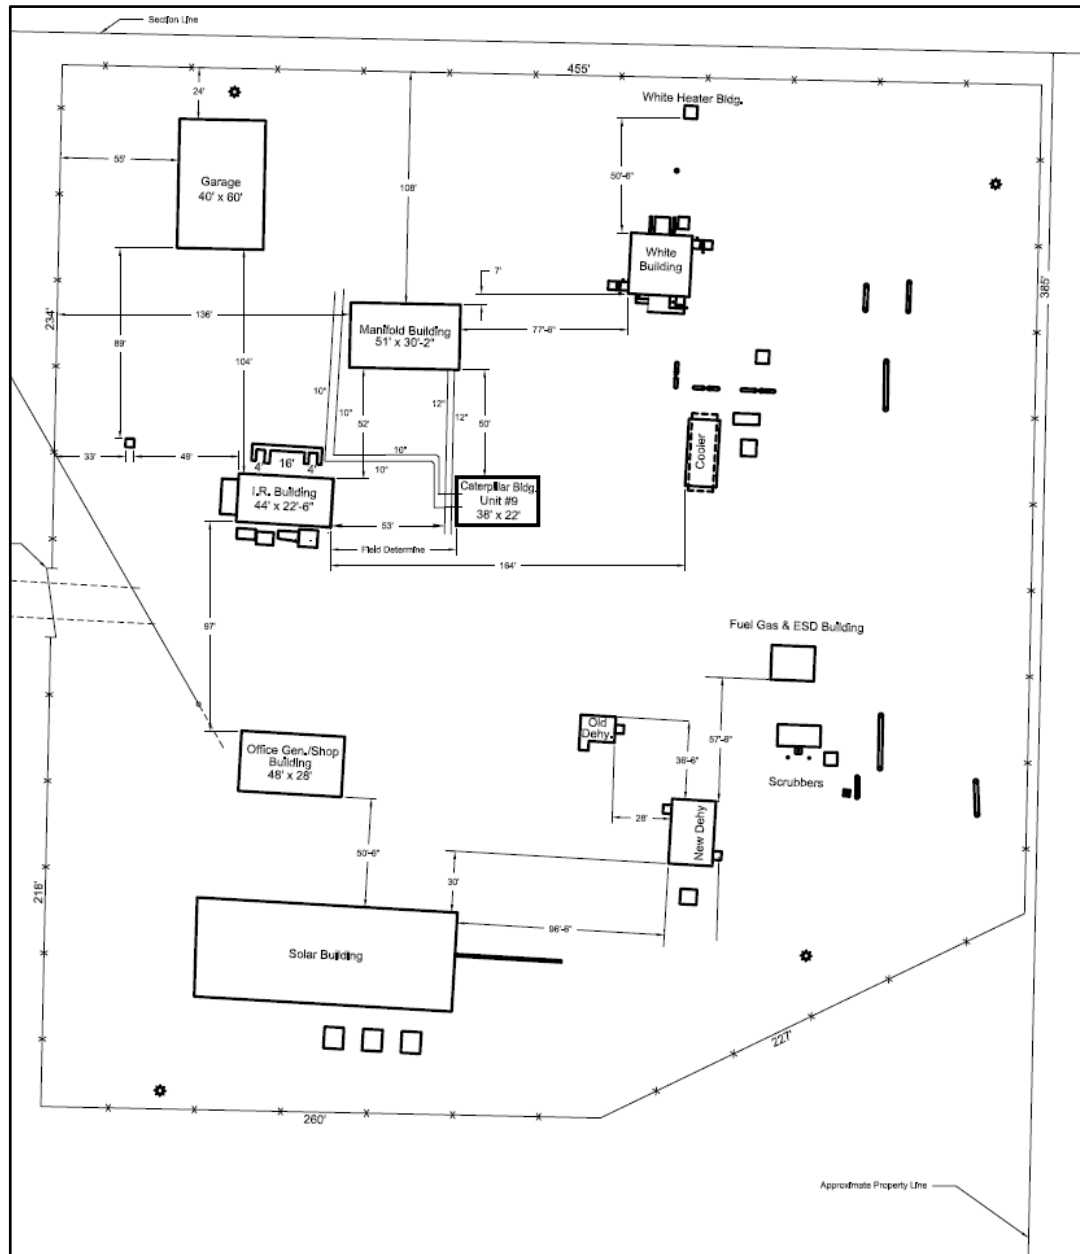 Section Line
455'
24'
White Heater Bldg.
55'
Garage
40' x 60'
108'
50'-6"
White
Building
7'
385'
234'
136'
Manifold Building
51' x 30'-2"
77'-6"
89'
104'
10"
10"
52'
12"
12"
50'
Cooler
10"
10"
33'
49'
4'
16'
4'
I.R. Building
44' x 22'-6"
Caterpillar Bldg.
Unit #9
38' x 22'
53'
Field Determine
164'
97'
Fuel Gas & ESD Building
Old
Dehy.
57'-9"
36'-6"
Office Gen./Shop
Building
48' x 28'
Scrubbers
28'
New Dehy
50'-6"
30'
218'
96'-6"
Solar Building
227'
260'
Approximate Property Line